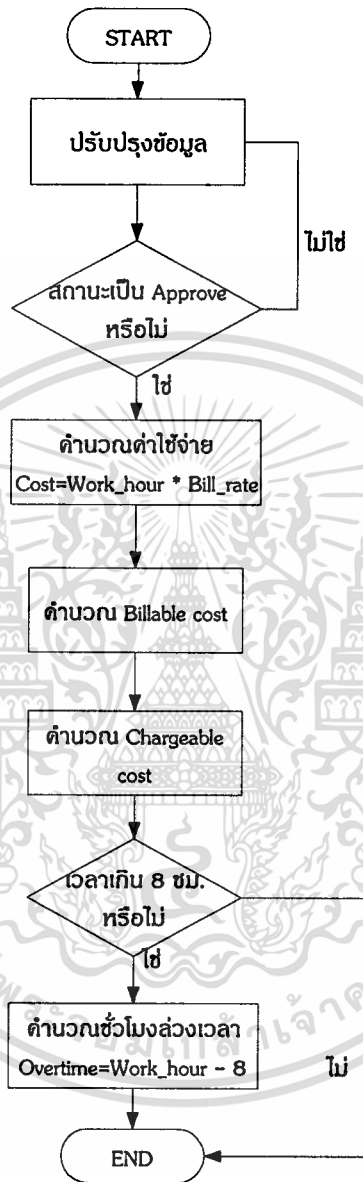 START
ปรับปรุงข้อมูล
ไม่ใช่
สถานะเป็น Approve
หรือไม่
ใช่
คำนวณค่าใช้จ่าย
Cost=Work_hour * Bill_rate
คำนวณ Billable cost
คำนวณ Chargeable
cost
เวลาเกิน 8 ชม.
หรือไม่
ใช่
คำนวณชั่วโมงล่วงเวลา
Overtime=Work_hour - 8
ไม่
END